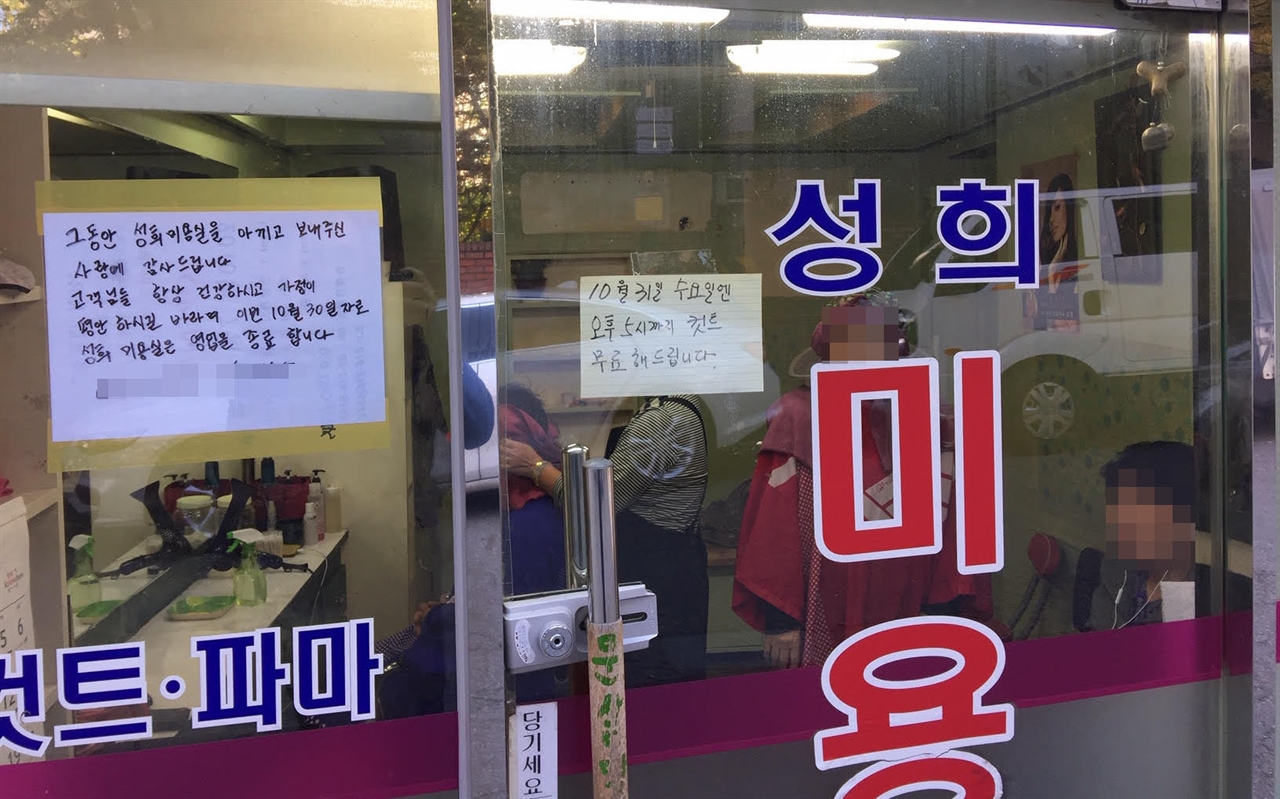 그동안 성희미용실을 아끼고 보내주신
사랑에 감사드립니다
고객님들 항상 건강하시고 가정이
평안 하시길 바라며 이번 10월 30일 자로
성희 미용실은 영업을 종료 합니다
10월 31일 수요일엔
오후 5시까지 컷트
무료 해드립니다.
성희
미
용
컷트·파마
당기세요